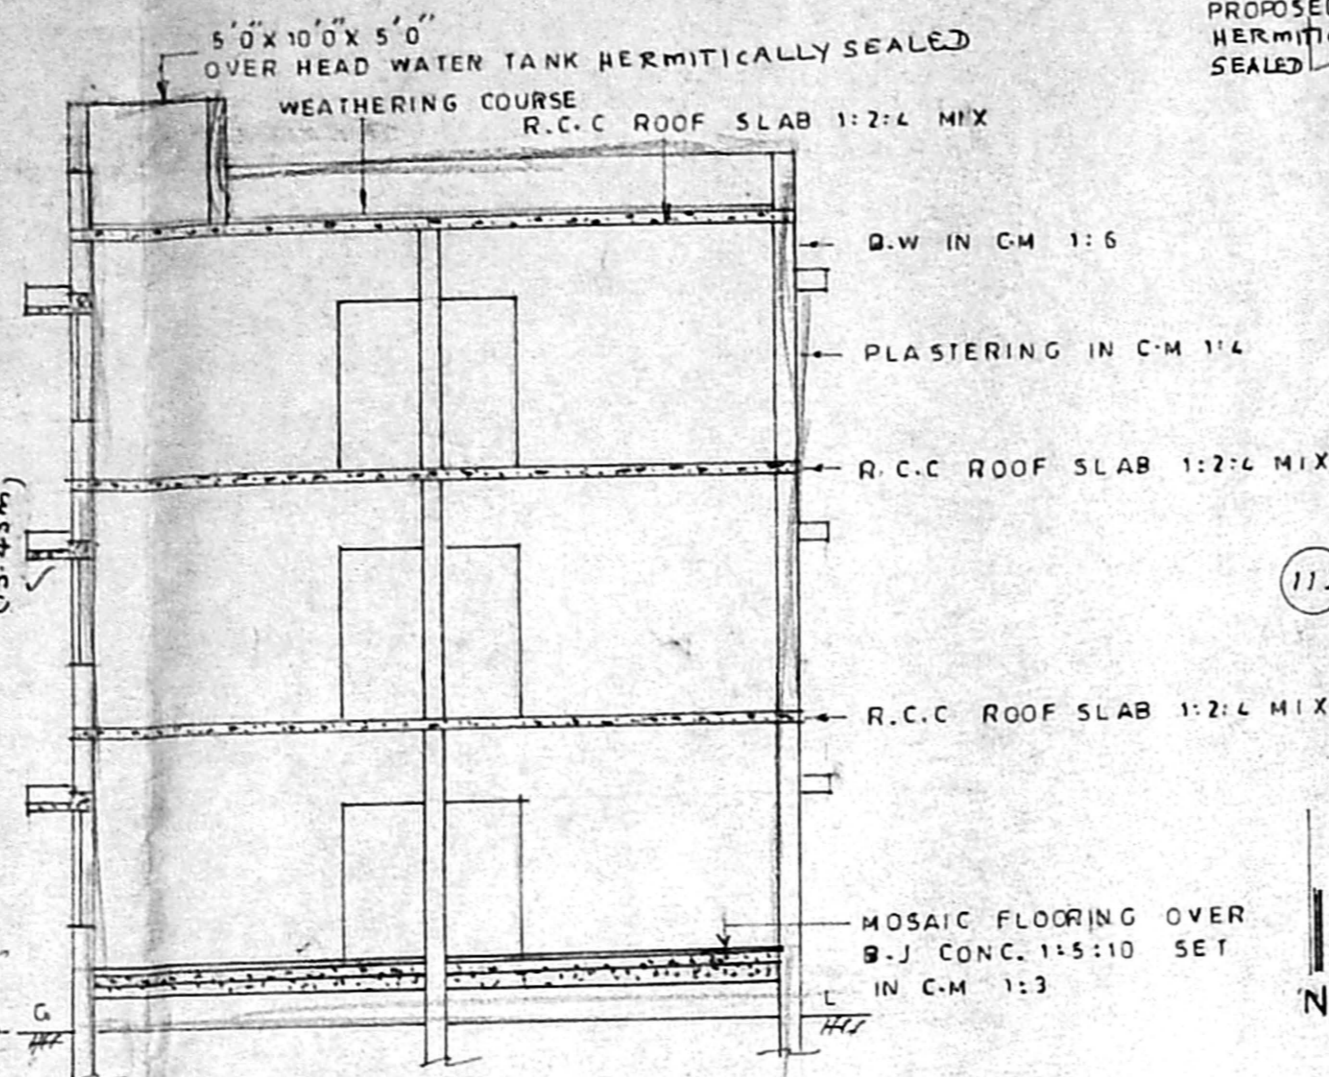 5'0"X 10'0"X 5'0"
OVER HEAD WATER TANK HERMITICALLY SEALED
WEATHERING COURSE
R.C.C ROOF SLAB 1:2:4 MIX
PROPOSED
HERMITIC
SEALED
B.W IN C.M 1:6
PLASTERING IN C.M 1:4
R.C.C ROOF SLAB 1:2:4 MIX
11.
R.C.C ROOF SLAB 1:2:4 MIX
MOSAIC FLOORING OVER
B.J CONC. 1:5:10 SET
IN C.M 1:3
G L
N